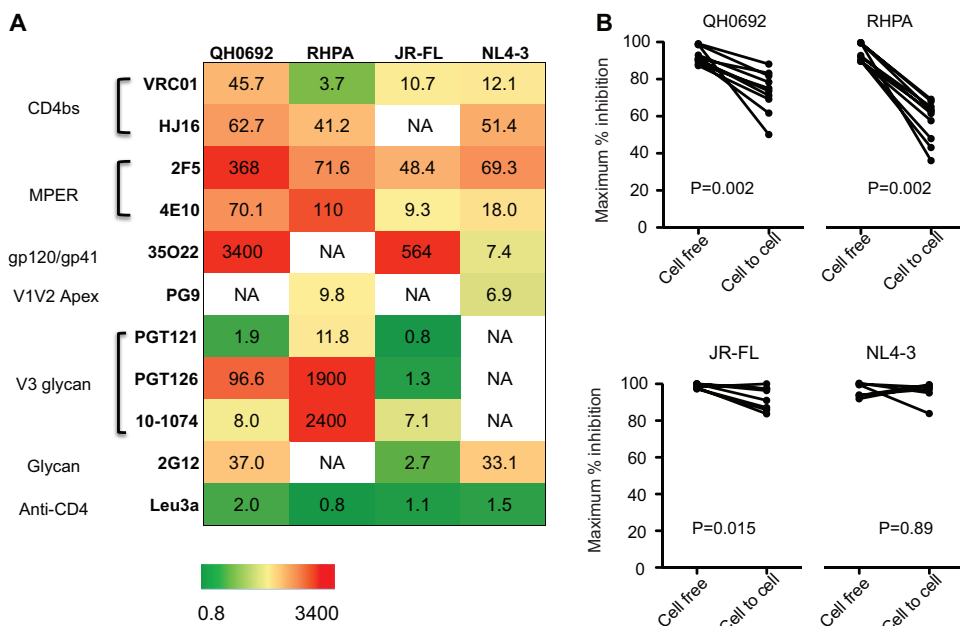 A
QH0692 RHPA JR-FL NL4-3
CD4bs
VRC01 45.7 3.7 10.7 12.1
HJ16 62.7 41.2 NA 51.4
MPER
2F5 368 71.6 48.4 69.3
4E10 70.1 110 9.3 18.0
gp120/gp41 35O22 3400 NA 564 7.4
V1V2 Apex PG9 NA 9.8 NA 6.9
V3 glycan
PGT121 1.9 11.8 0.8 NA
PGT126 96.6 1900 1.3 NA
10-1074 8.0 2400 7.1 NA
Glycan 2G12 37.0 NA 2.7 33.1
Anti-CD4 Leu3a 2.0 0.8 1.1 1.5
0.8 3400
B
QH0692 RHPA
Maximum % inhibition
100
80
60
40
20
0
P=0.002 P=0.002
Cell free Cell to cell Cell free Cell to cell
JR-FL NL4-3
Maximum % inhibition
100
80
60
40
20
0
P=0.015 P=0.89
Cell free Cell to cell Cell free Cell to cell